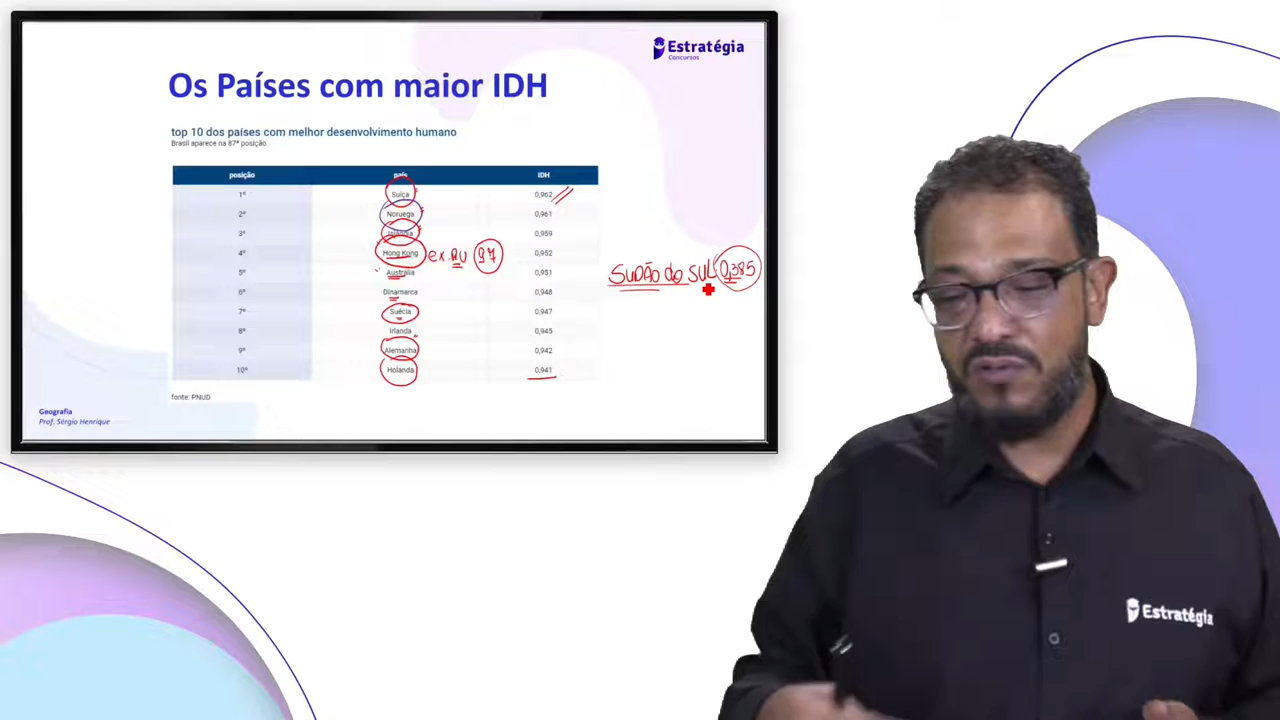 Estratégia
Concursos
Os Países com maior IDH
top 10 dos países com melhor desenvolvimento humano
Brasil aparece na 87ª posição
posição país IDH
1º Suíça 0,962
2º Noruega 0,961
3º Islândia 0,959
4º Hong Kong 0,952 ex. RU 97
5º Austrália 0,951
SUDÃO do SUL 0,385
6º Dinamarca 0,948
7º Suécia 0,947
8º Irlanda 0,945
9º Alemanha 0,942
10º Holanda 0,941
fonte: PNUD
Geografia
Prof. Sérgio Henrique
Estratégia